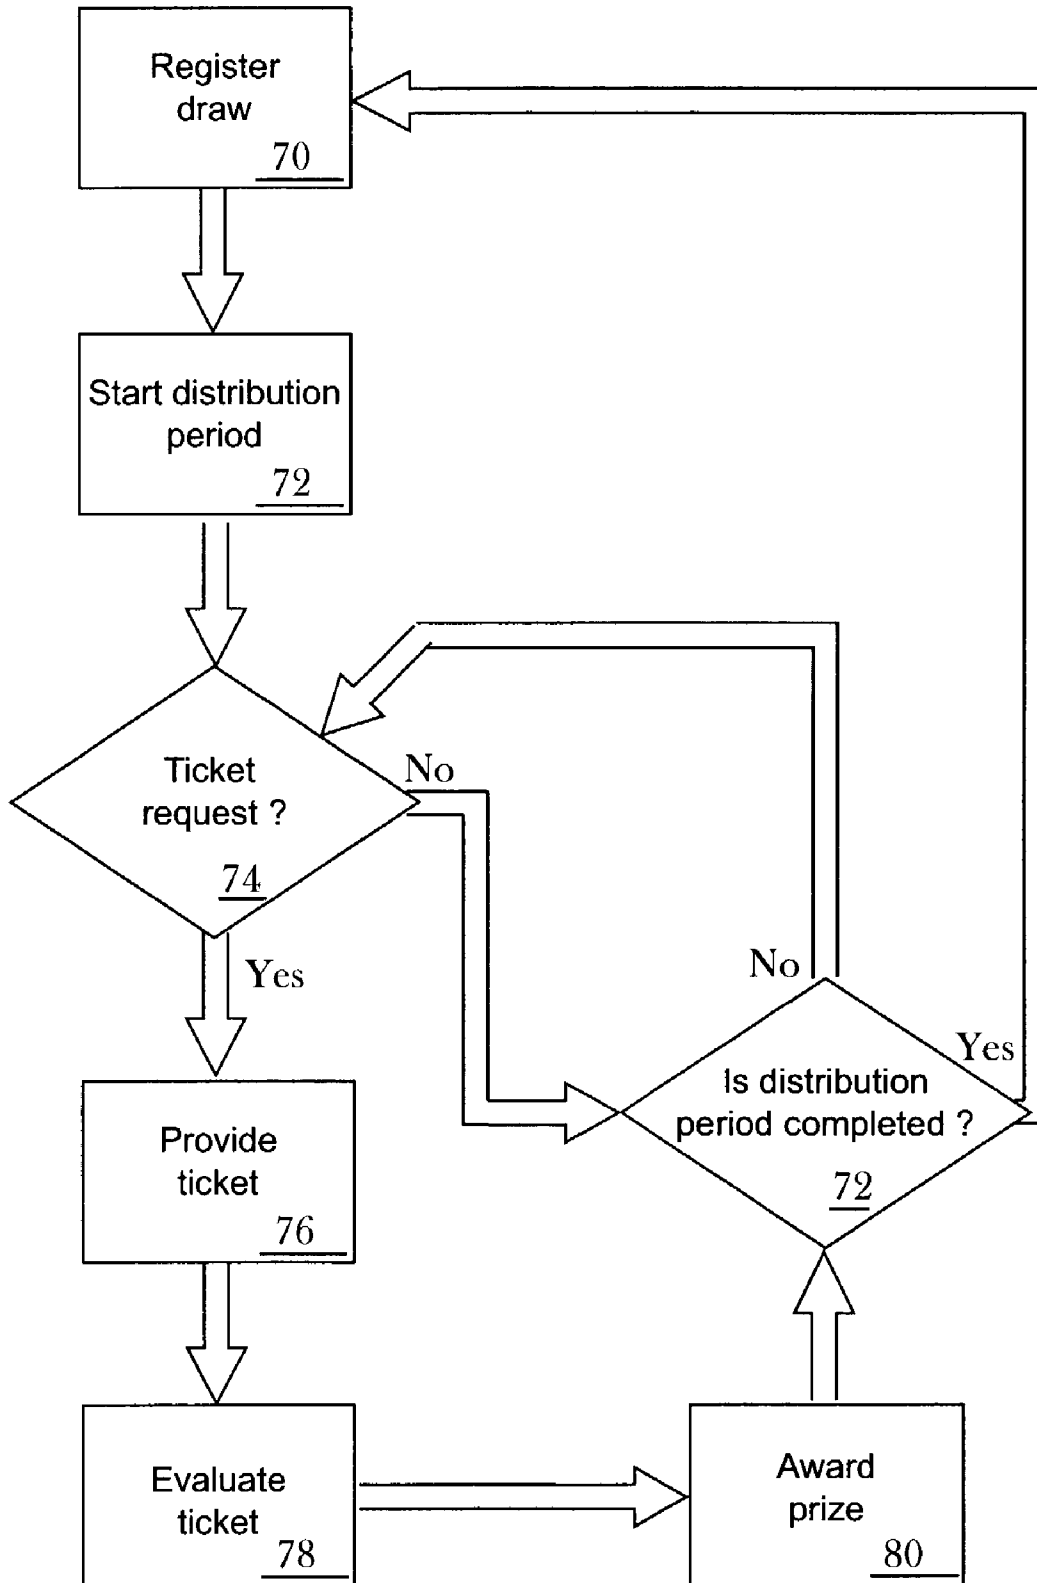 Register
draw
70
Start distribution
period
72
Ticket
request ?
74
No
Yes
Provide
ticket
76
Evaluate
ticket
78
Award
prize
80
No
Yes
Is distribution
period completed ?
72